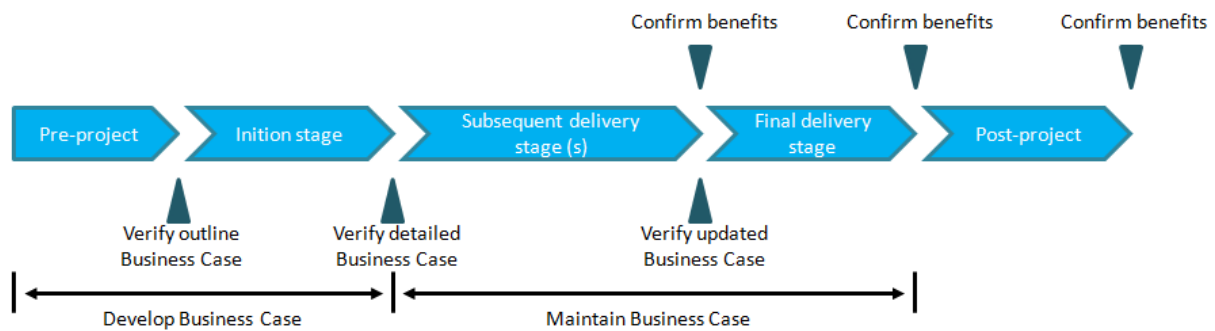 Confirm benefits
Confirm benefits
Confirm benefits
Pre-project
Inition stage
Subsequent delivery
stage (s)
Final delivery
stage
Post-project
Verify outline
Business Case
Verify detailed
Business Case
Verify updated
Business Case
Develop Business Case
Maintain Business Case